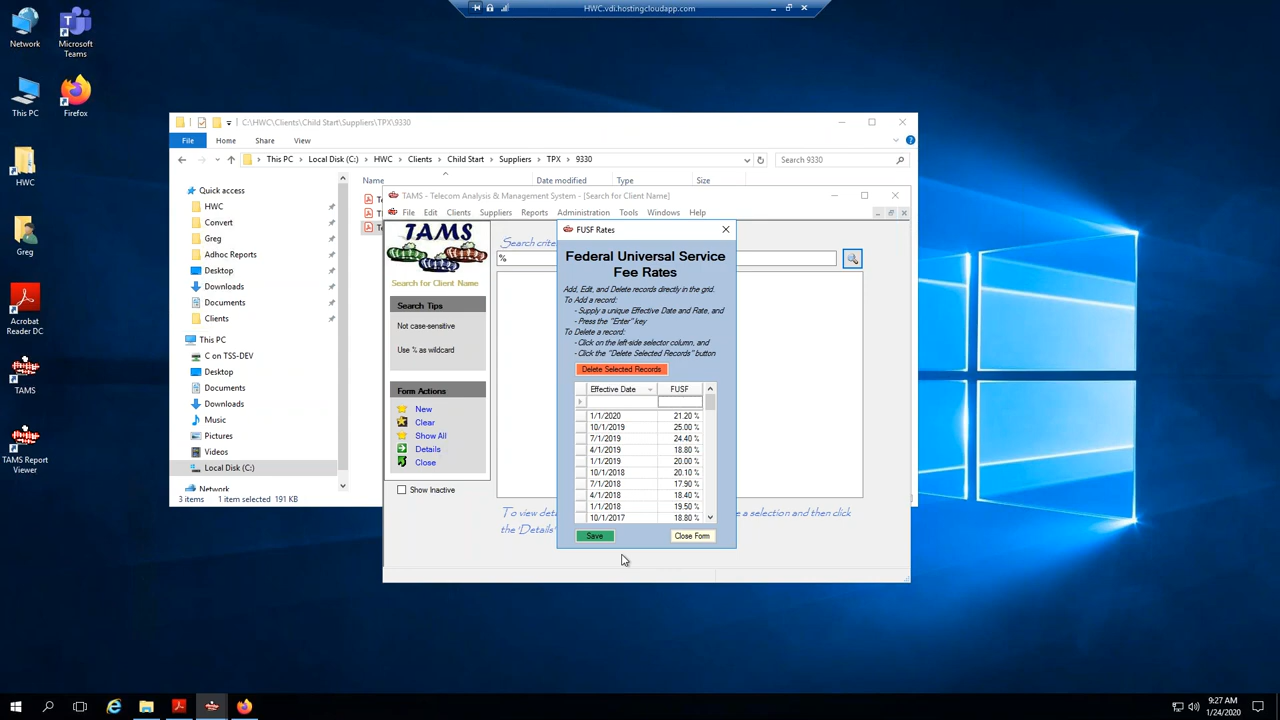 HWC.vdi.hostingcloudapp.com
Network
Microsoft
Teams
This PC
Firefox
HWC
Greg
Acrobat
Reader DC
TAMS
TAMS Report
Viewer
C:\HWC\Clients\Child Start\Suppliers\TPX\9330
File Home Share View
This PC Local Disk (C:) HWC Clients Child Start Suppliers TPX 9330
Search 9330
Name Date modified Type Size
Quick access
HWC
Convert
Greg
Adhoc Reports
Desktop
Downloads
Documents
Clients
This PC
C on TSS-DEV
Desktop
Documents
Downloads
Music
Pictures
Videos
Local Disk (C:)
Network
3 items 1 item selected 191 KB
TAMS - Telecom Analysis & Management System - [Search for Client Name]
File Edit Clients Suppliers Reports Administration Tools Windows Help
TAMS
Search for Client Name
Search Tips
Not case-sensitive
Use % as wildcard
Form Actions
New
Clear
Show All
Details
Close
Show Inactive
Search
%
To view
the 'Details'
a selection and then click
FUSF Rates
Federal Universal Service
Fee Rates
Add, Edit, and Delete records directly in the grid.
To Add a record:
- Supply a unique Effective Date and Rate, and
- Press the "Enter" key
To Delete a record:
- Click on the left-side selector column, and
- Click the "Delete Selected Records" button
Delete Selected Records
Effective Date FUSF
1/1/2020 21.20 %
10/1/2019 25.00 %
7/1/2019 24.40 %
4/1/2019 18.80 %
1/1/2019 20.00 %
10/1/2018 20.10 %
7/1/2018 17.90 %
4/1/2018 18.40 %
1/1/2018 19.50 %
10/1/2017 18.80 %
Save Close Form
9:27 AM
1/24/2020